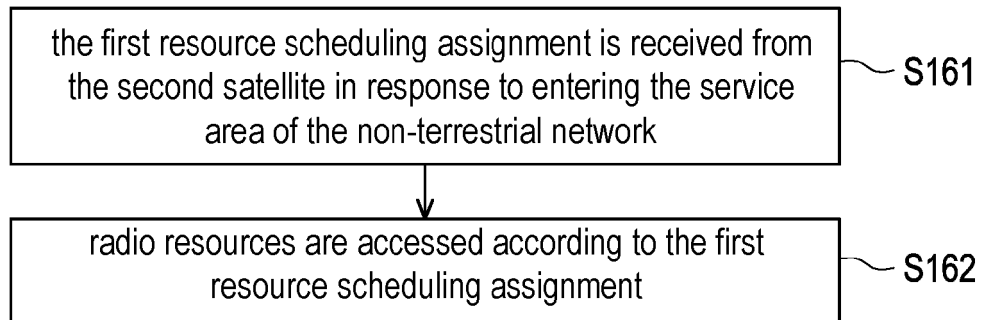 the first resource scheduling assignment is received from
the second satellite in response to entering the service
area of the non-terrestrial network
S161
radio resources are accessed according to the first
resource scheduling assignment
S162